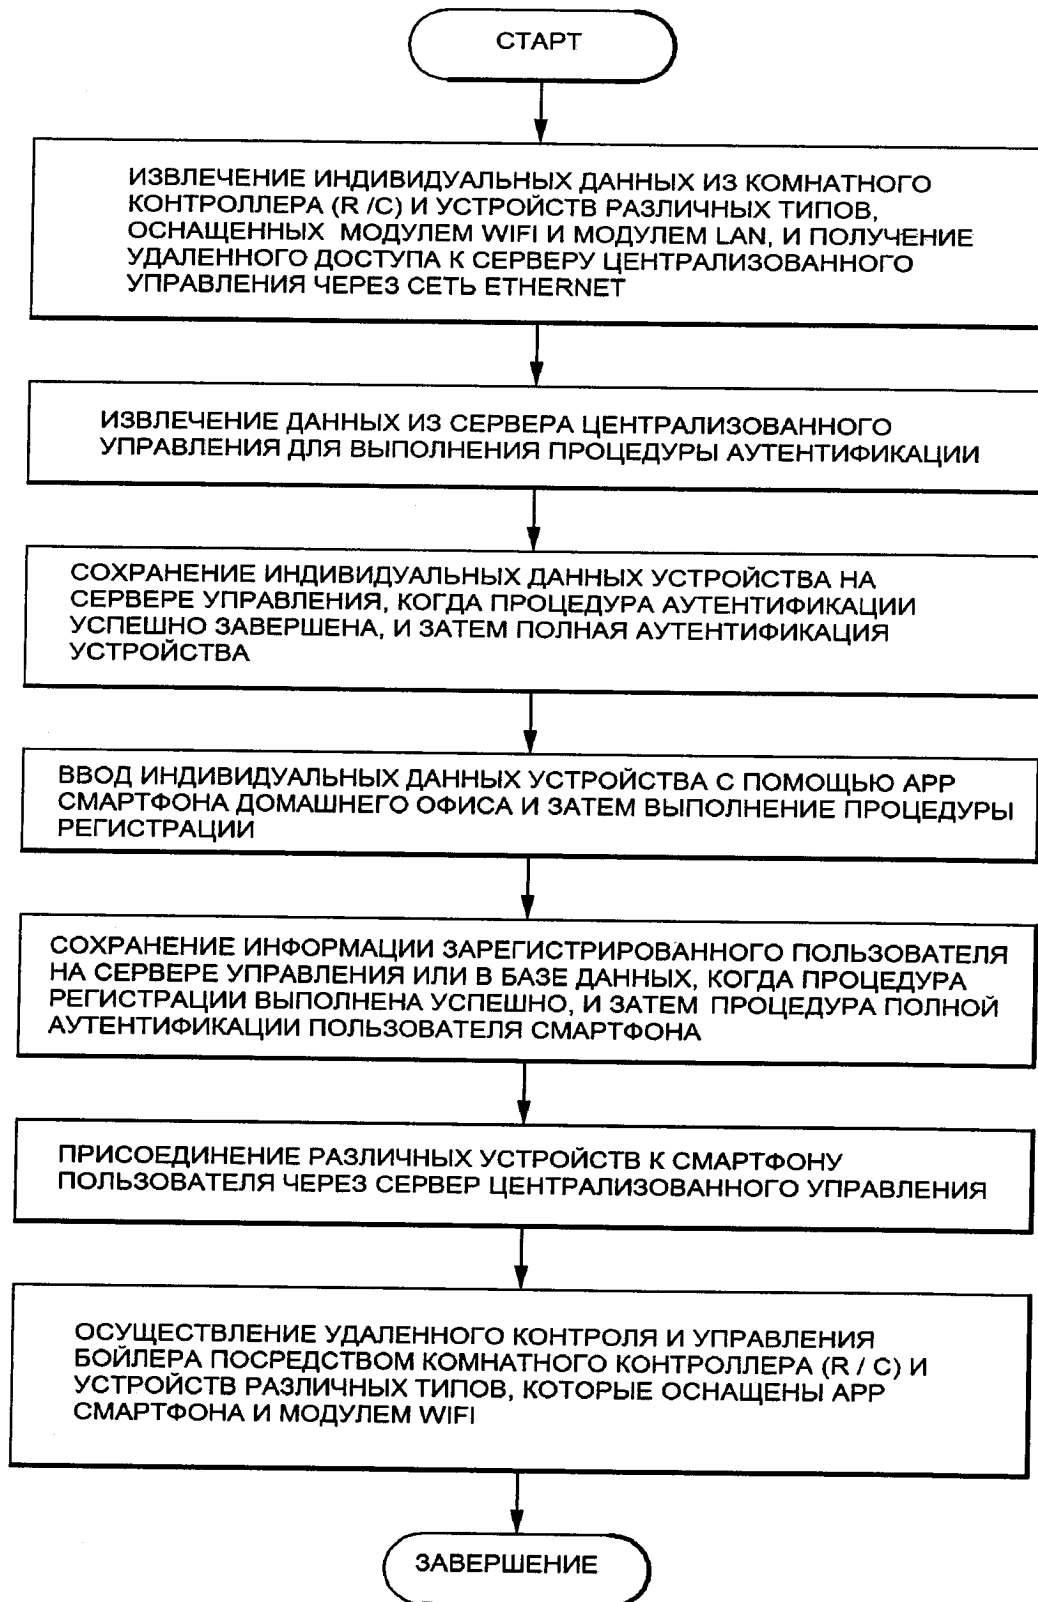 СТАРТ
ИЗВЛЕЧЕНИЕ ИНДИВИДУАЛЬНЫХ ДАННЫХ ИЗ КОМНАТНОГО
КОНТРОЛЛЕРА (R /C) И УСТРОЙСТВ РАЗЛИЧНЫХ ТИПОВ,
ОСНАЩЕННЫХ МОДУЛЕМ WIFI И МОДУЛЕМ LAN, И ПОЛУЧЕНИЕ
УДАЛЕННОГО ДОСТУПА К СЕРВЕРУ ЦЕНТРАЛИЗОВАННОГО
УПРАВЛЕНИЯ ЧЕРЕЗ СЕТЬ ETHERNET
ИЗВЛЕЧЕНИЕ ДАННЫХ ИЗ СЕРВЕРА ЦЕНТРАЛИЗОВАННОГО
УПРАВЛЕНИЯ ДЛЯ ВЫПОЛНЕНИЯ ПРОЦЕДУРЫ АУТЕНТИФИКАЦИИ
СОХРАНЕНИЕ ИНДИВИДУАЛЬНЫХ ДАННЫХ УСТРОЙСТВА НА
СЕРВЕРЕ УПРАВЛЕНИЯ, КОГДА ПРОЦЕДУРА АУТЕНТИФИКАЦИИ
УСПЕШНО ЗАВЕРШЕНА, И ЗАТЕМ ПОЛНАЯ АУТЕНТИФИКАЦИЯ
УСТРОЙСТВА
ВВОД ИНДИВИДУАЛЬНЫХ ДАННЫХ УСТРОЙСТВА С ПОМОЩЬЮ APP
СМАРТФОНА ДОМАШНЕГО ОФИСА И ЗАТЕМ ВЫПОЛНЕНИЕ ПРОЦЕДУРЫ
РЕГИСТРАЦИИ
СОХРАНЕНИЕ ИНФОРМАЦИИ ЗАРЕГИСТРИРОВАННОГО ПОЛЬЗОВАТЕЛЯ
НА СЕРВЕРЕ УПРАВЛЕНИЯ ИЛИ В БАЗЕ ДАННЫХ, КОГДА ПРОЦЕДУРА
РЕГИСТРАЦИИ ВЫПОЛНЕНА УСПЕШНО, И ЗАТЕМ ПРОЦЕДУРА ПОЛНОЙ
АУТЕНТИФИКАЦИИ ПОЛЬЗОВАТЕЛЯ СМАРТФОНА
ПРИСОЕДИНЕНИЕ РАЗЛИЧНЫХ УСТРОЙСТВ К СМАРТФОНУ
ПОЛЬЗОВАТЕЛЯ ЧЕРЕЗ СЕРВЕР ЦЕНТРАЛИЗОВАННОГО УПРАВЛЕНИЯ
ОСУЩЕСТВЛЕНИЕ УДАЛЕННОГО КОНТРОЛЯ И УПРАВЛЕНИЯ
БОЙЛЕРА ПОСРЕДСТВОМ КОМНАТНОГО КОНТРОЛЛЕРА (R / C) И
УСТРОЙСТВ РАЗЛИЧНЫХ ТИПОВ, КОТОРЫЕ ОСНАЩЕНЫ APP
СМАРТФОНА И МОДУЛЕМ WIFI
ЗАВЕРШЕНИЕ